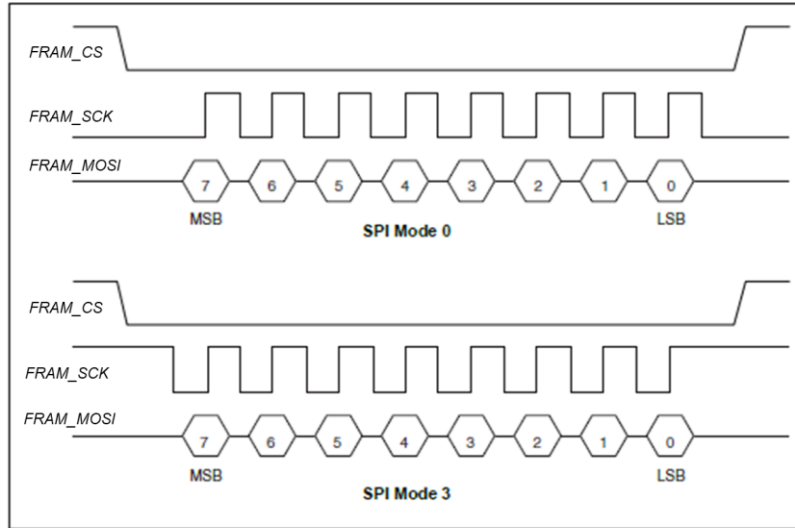 FRAM_CS
FRAM_SCK
FRAM_MOSI
7 6 5 4 3 2 1 0
MSB LSB
SPI Mode 0
FRAM_CS
FRAM_SCK
FRAM_MOSI
7 6 5 4 3 2 1 0
MSB LSB
SPI Mode 3